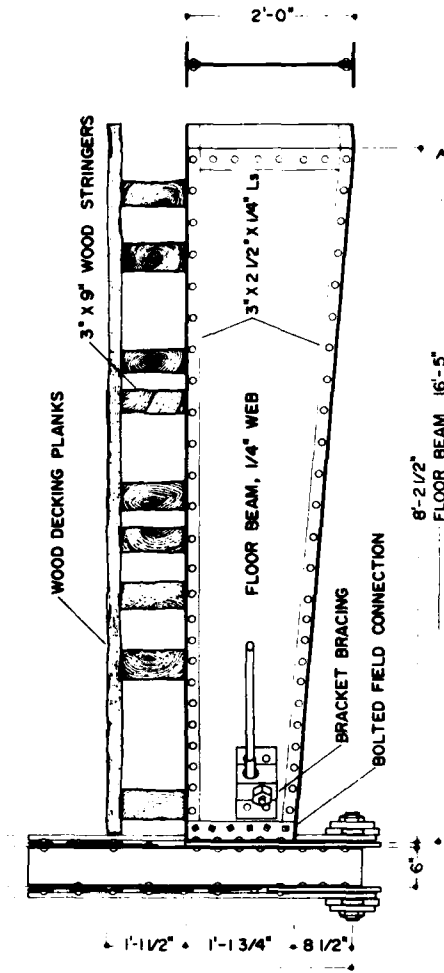 2'-0"
3" X 9" WOOD STRINGERS
WOOD DECKING PLANKS
3" X 2 1/2" X 1/4" Ls
FLOOR BEAM, 1/4" WEB
BRACKET BRACING
BOLTED FIELD CONNECTION
8'-2 1/2"
FLOOR BEAM 16'-5"
6"
1'-1 1/2"
1'-1 3/4"
8 1/2"